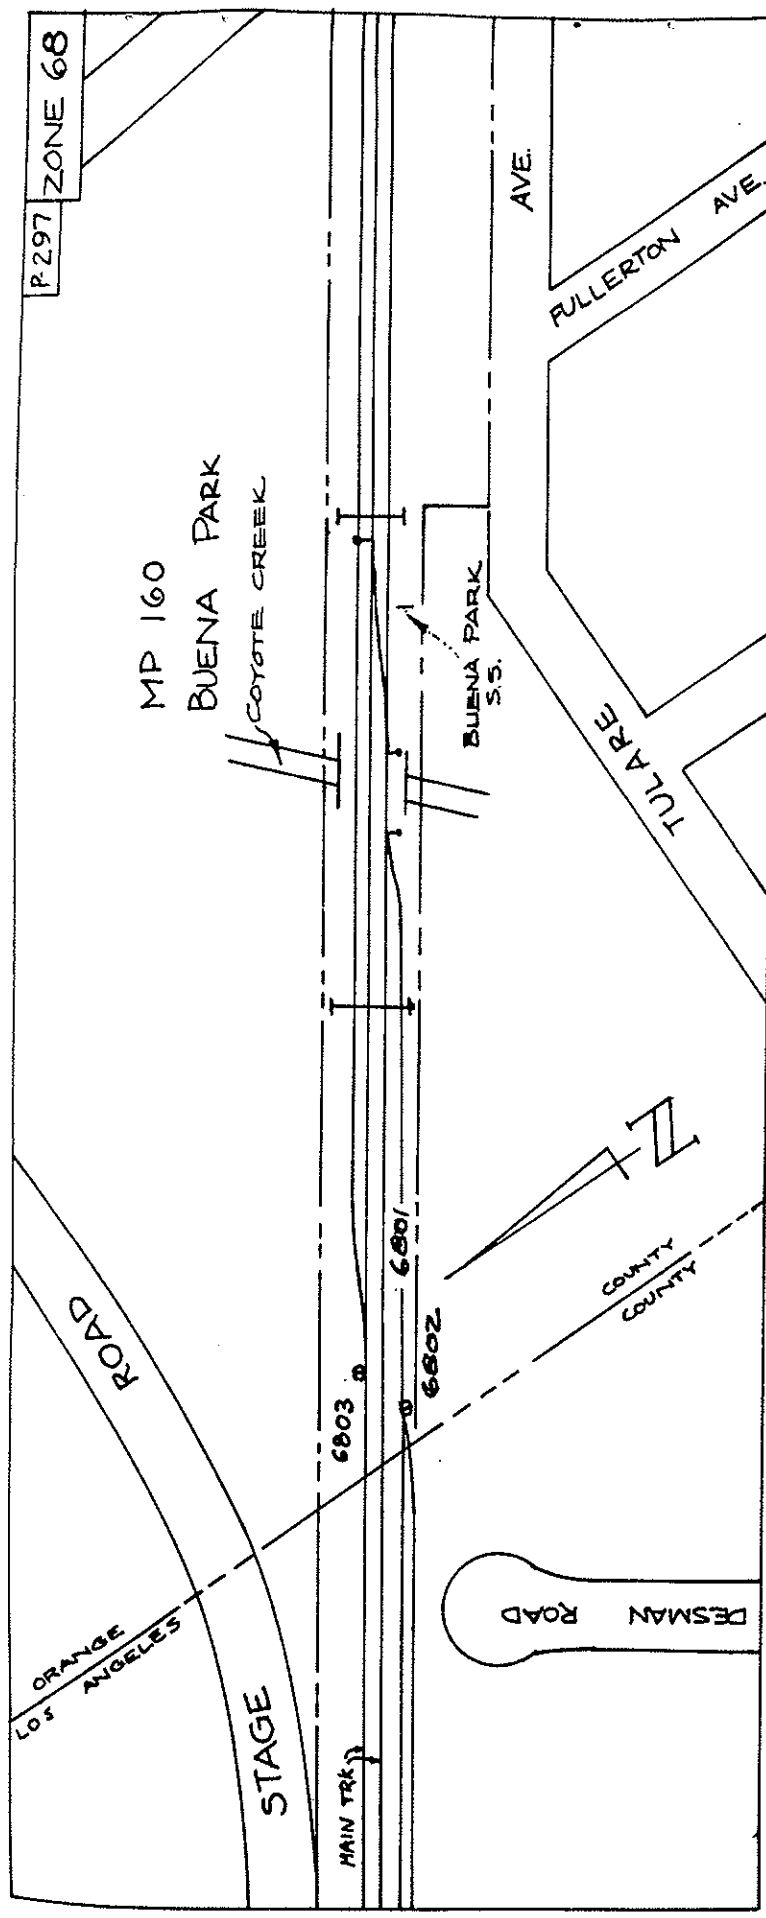 P-297
ZONE 68
MP 160
BUENA PARK
COYOTE CREEK
AVE.
FULLERTON AVE.
BUENA PARK
S.S.
TULARE
ROAD
6801
6802
6803
N
COUNTY
COUNTY
ORANGE
LOS ANGELES
STAGE
MAIN TRK
DESMAN
ROAD